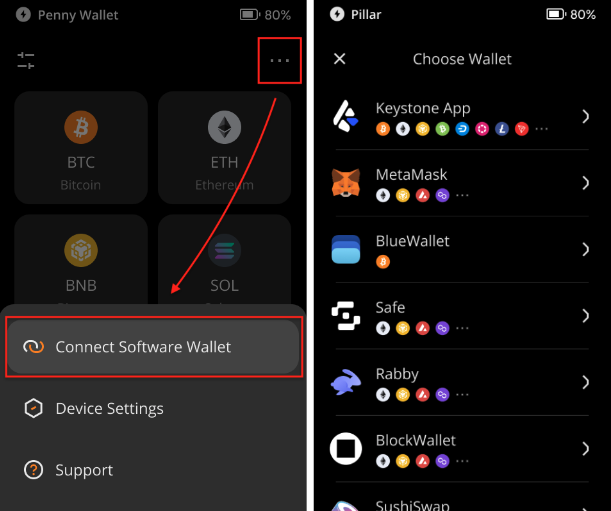 Penny Wallet
80%
BTC
Bitcoin
ETH
Ethereum
BNB
SOL
Connect Software Wallet
Device Settings
Support
Pillar
80%
Choose Wallet
Keystone App
MetaMask
BlueWallet
Safe
Rabby
BlockWallet
SushiSwap